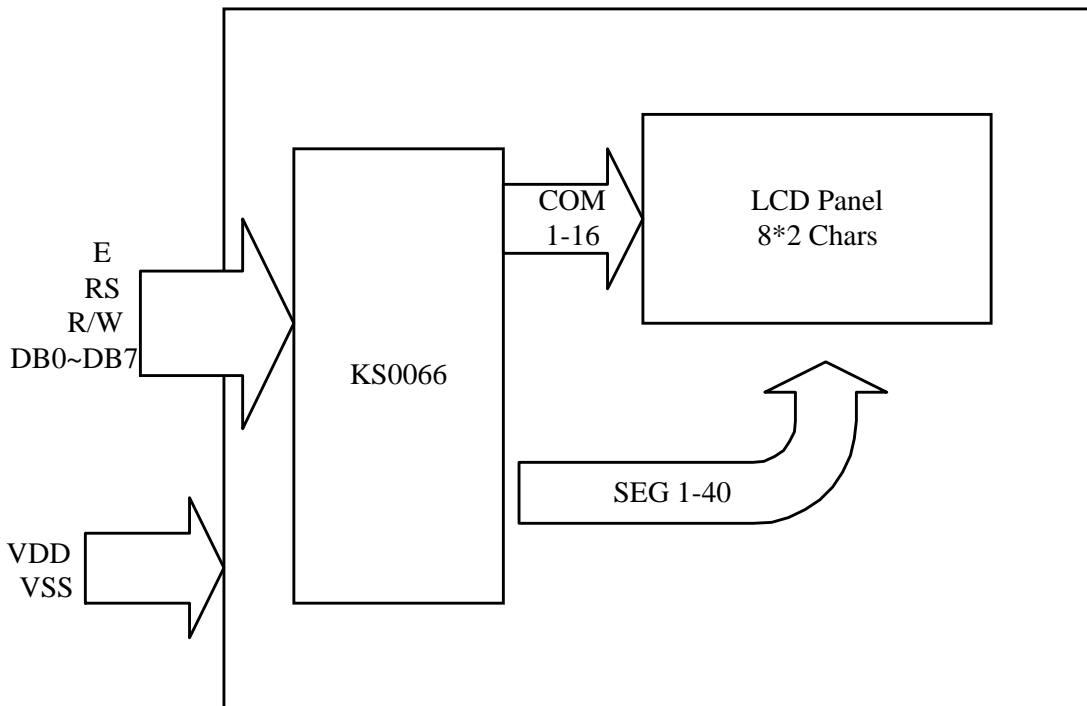 E
RS
R/W
DB0~DB7
VDD
VSS
KS0066
COM
1-16
LCD Panel
8*2 Chars
SEG 1-40